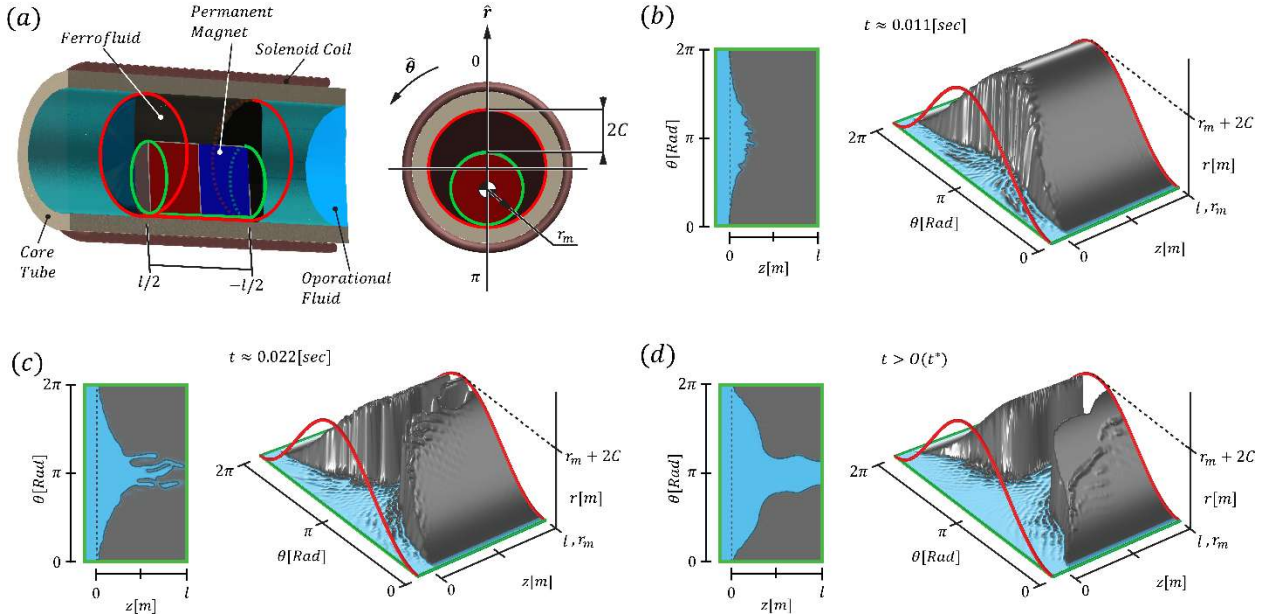 (a)
Permanent
Magnet
Ferrofluid
Solenoid Coil
r̂
0
θ̂
2C
r_m
π
Core
Tube
l/2
−l/2
Oporational
Fluid
(b)
t ≈ 0.011[sec]
2π
π
0
θ[Rad]
0
l
z[m]
2π
π
0
θ[Rad]
0
z[m]
l , r_m
r[m]
r_m + 2C
(c)
t ≈ 0.022[sec]
2π
π
0
θ[Rad]
0
l
z[m]
2π
π
0
θ[Rad]
0
z[m]
l , r_m
r[m]
r_m + 2C
(d)
t > O(t*)
2π
π
0
θ[Rad]
0
l
z[m]
2π
π
0
θ[Rad]
0
z[m]
l , r_m
r[m]
r_m + 2C